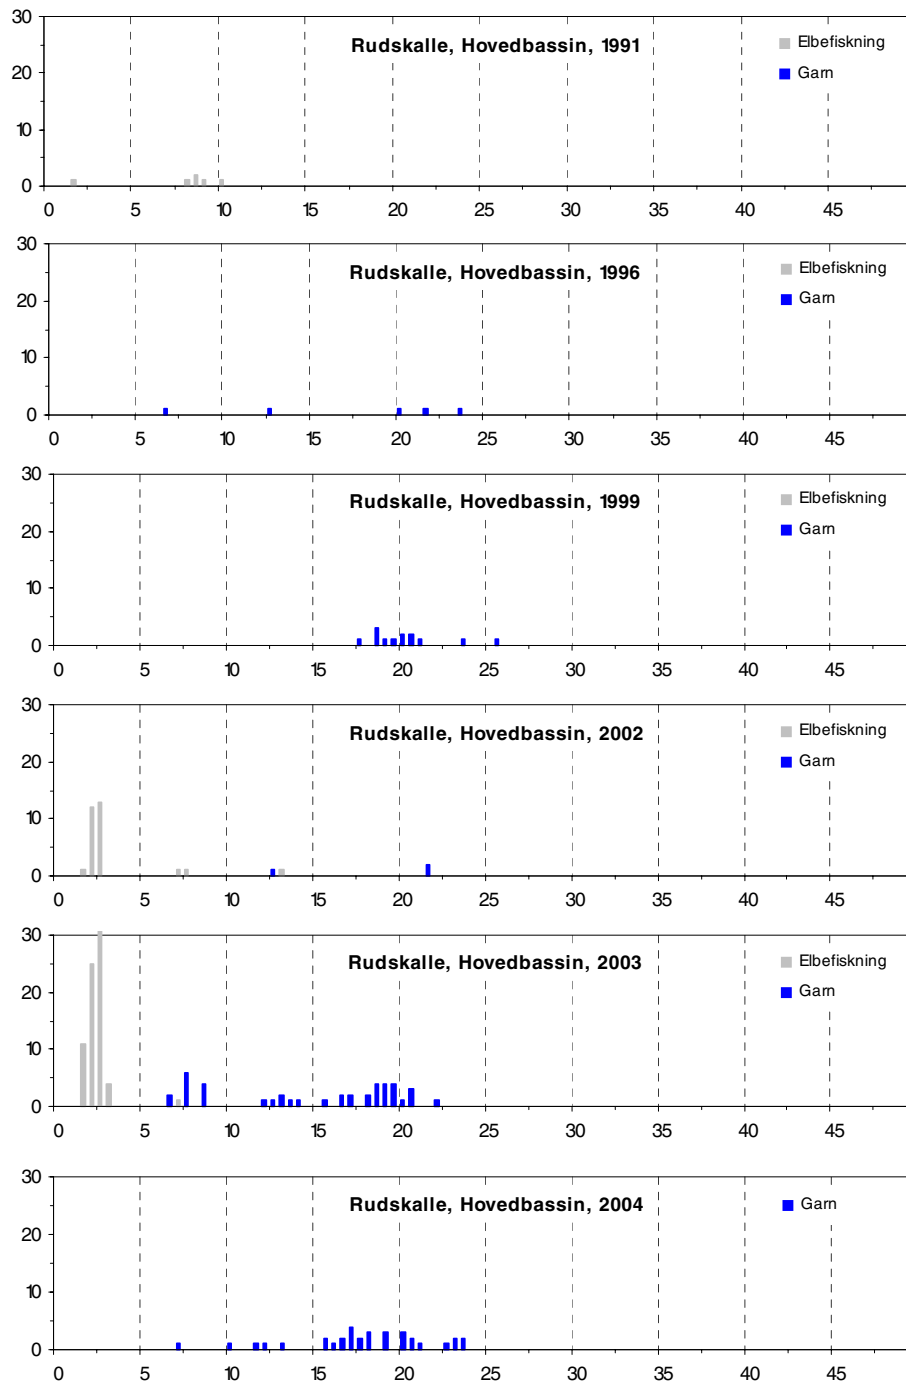 30
Rudskalle, Hovedbassin, 1991
Elbefiskning
Garn
20
10
0
0 5 10 15 20 25 30 35 40 45
30
Rudskalle, Hovedbassin, 1996
Elbefiskning
Garn
20
10
0
0 5 10 15 20 25 30 35 40 45
30
Rudskalle, Hovedbassin, 1999
Elbefiskning
Garn
20
10
0
0 5 10 15 20 25 30 35 40 45
30
Rudskalle, Hovedbassin, 2002
Elbefiskning
Garn
20
10
0
0 5 10 15 20 25 30 35 40 45
30
Rudskalle, Hovedbassin, 2003
Elbefiskning
Garn
20
10
0
0 5 10 15 20 25 30 35 40 45
30
Rudskalle, Hovedbassin, 2004
Garn
20
10
0
0 5 10 15 20 25 30 35 40 45